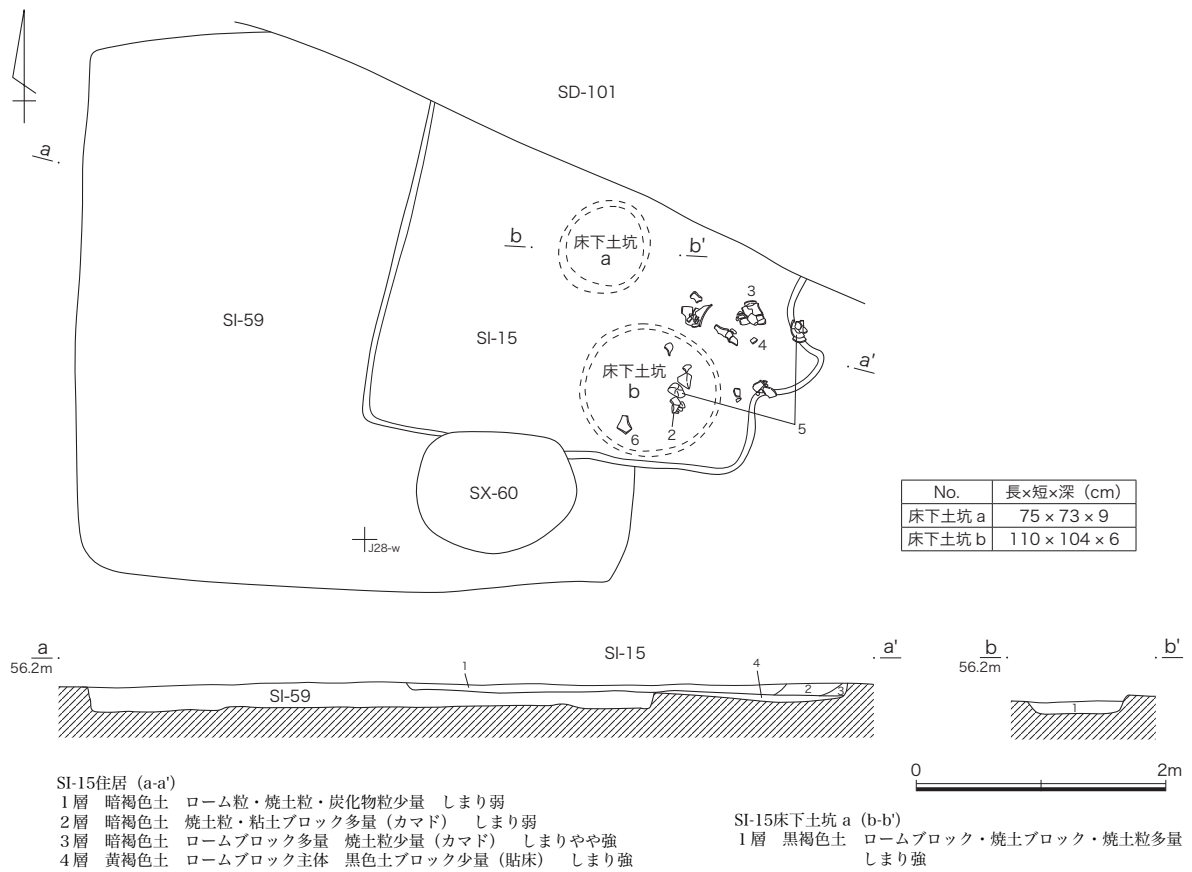 SD-101
a
b
床下土坑
a
b'
3
SI-59
SI-15
4
a'
床下土坑
b
5
6
2
SX-60
J28-w
No. 長×短×深（cm）
床下土坑 a 75 × 73 × 9
床下土坑 b 110 × 104 × 6
a
56.2m
SI-15
a'
b
56.2m
b'
1
4
SI-59
2
3
1
0
2m
SI-15住居（a-a'）
1層　暗褐色土　ローム粒・焼土粒・炭化物粒少量　しまり弱
2層　暗褐色土　焼土粒・粘土ブロック多量（カマド）　しまり弱
3層　暗褐色土　ロームブロック多量　焼土粒少量（カマド）　しまりやや強
4層　黄褐色土　ロームブロック主体　黒色土ブロック少量（貼床）　しまり強
SI-15床下土坑 a（b-b'）
1層　黒褐色土　ロームブロック・焼土ブロック・焼土粒多量
しまり強